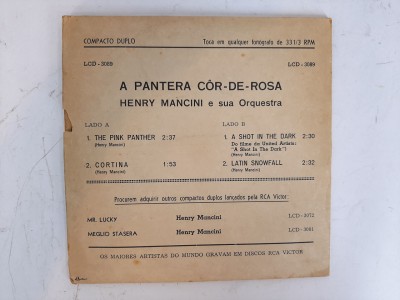 COMPACTO DUPLO Toca em qualquer fonógrafo de 33 1/3 RPM
LCD - 3089 LCD - 3089
A PANTERA CÔR-DE-ROSA
HENRY MANCINI e sua Orquestra
LADO A
1. THE PINK PANTHER 2:37
(Henry Mancini)
2. CORTINA 1:53
(Henry Mancini)
LADO B
1. A SHOT IN THE DARK 2:30
Do filme da United Artists:
"A Shot In The Dark")
(Henry Mancini)
2. LATIN SNOWFALL 2:32
(Henry Mancini)
Procurem adquirir outros compactos duplos lançados pela RCA Victor:
MR. LUCKY Henry Mancini LCD - 3072
MEGLIO STASERA Henry Mancini LCD - 3081
OS MAIORES ARTISTAS DO MUNDO GRAVAM EM DISCOS RCA VICTOR